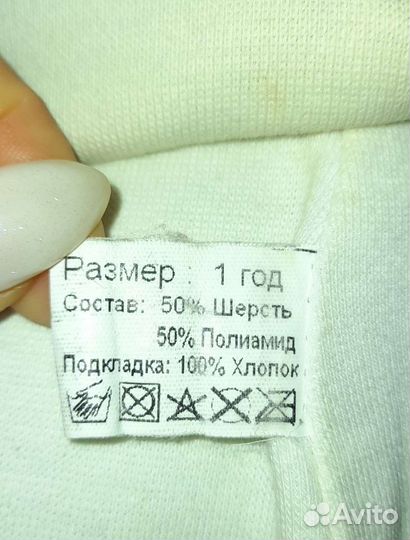 Размер : 1 год
Состав: 50% Шерсть
50% Полиамид
Подкладка: 100% Хлопок
Avito